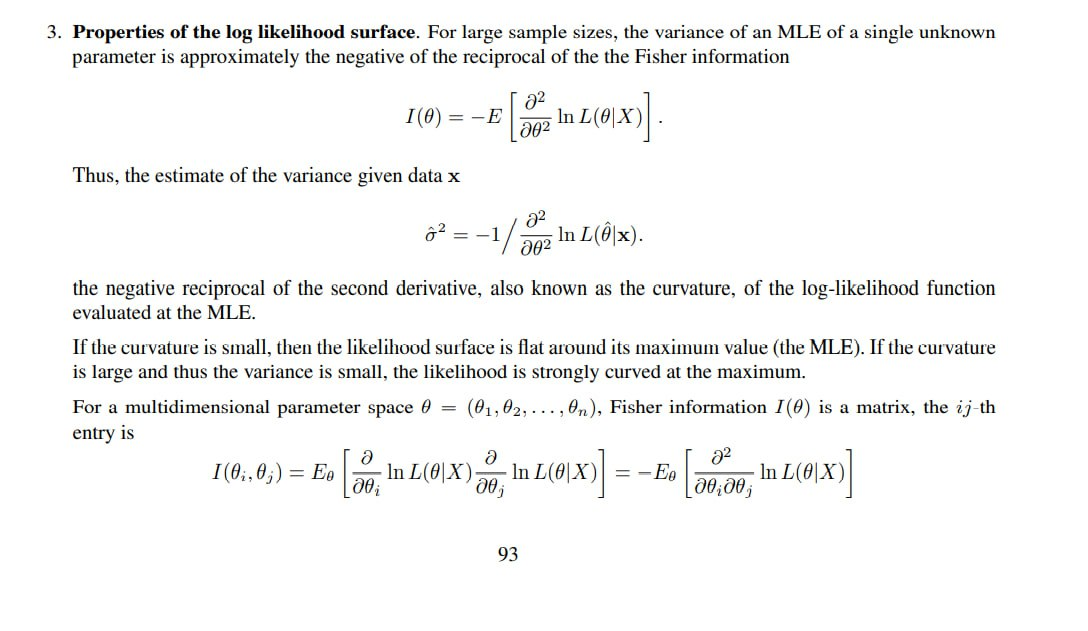 3. Properties of the log likelihood surface. For large sample sizes, the variance of an MLE of a single unknown
parameter is approximately the negative of the reciprocal of the the Fisher information
I(θ) = −E [ ∂²/∂θ² ln L(θ|X) ] .
Thus, the estimate of the variance given data x
σ̂² = −1/ ∂²/∂θ² ln L(θ̂|x).
the negative reciprocal of the second derivative, also known as the curvature, of the log-likelihood function
evaluated at the MLE.
If the curvature is small, then the likelihood surface is flat around its maximum value (the MLE). If the curvature
is large and thus the variance is small, the likelihood is strongly curved at the maximum.
For a multidimensional parameter space θ = (θ₁, θ₂, . . . , θₙ), Fisher information I(θ) is a matrix, the ij-th
entry is
I(θᵢ, θⱼ) = E_θ [ ∂/∂θᵢ ln L(θ|X) ∂/∂θⱼ ln L(θ|X) ] = −E_θ [ ∂²/∂θᵢ∂θⱼ ln L(θ|X) ]
93